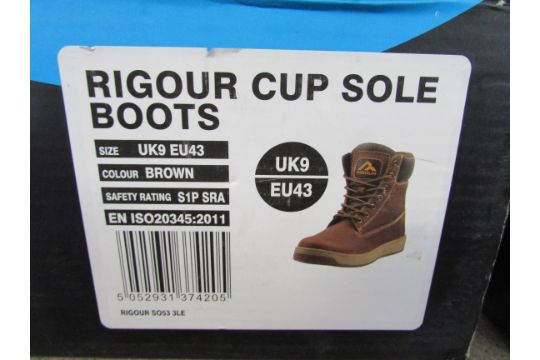 RIGOUR CUP SOLE
BOOTS
SIZE UK9 EU43
COLOUR BROWN
SAFETY RATING S1P SRA
EN ISO20345:2011
UK9
EU43
5 052931 374205
RIGOUR SO53 3LE